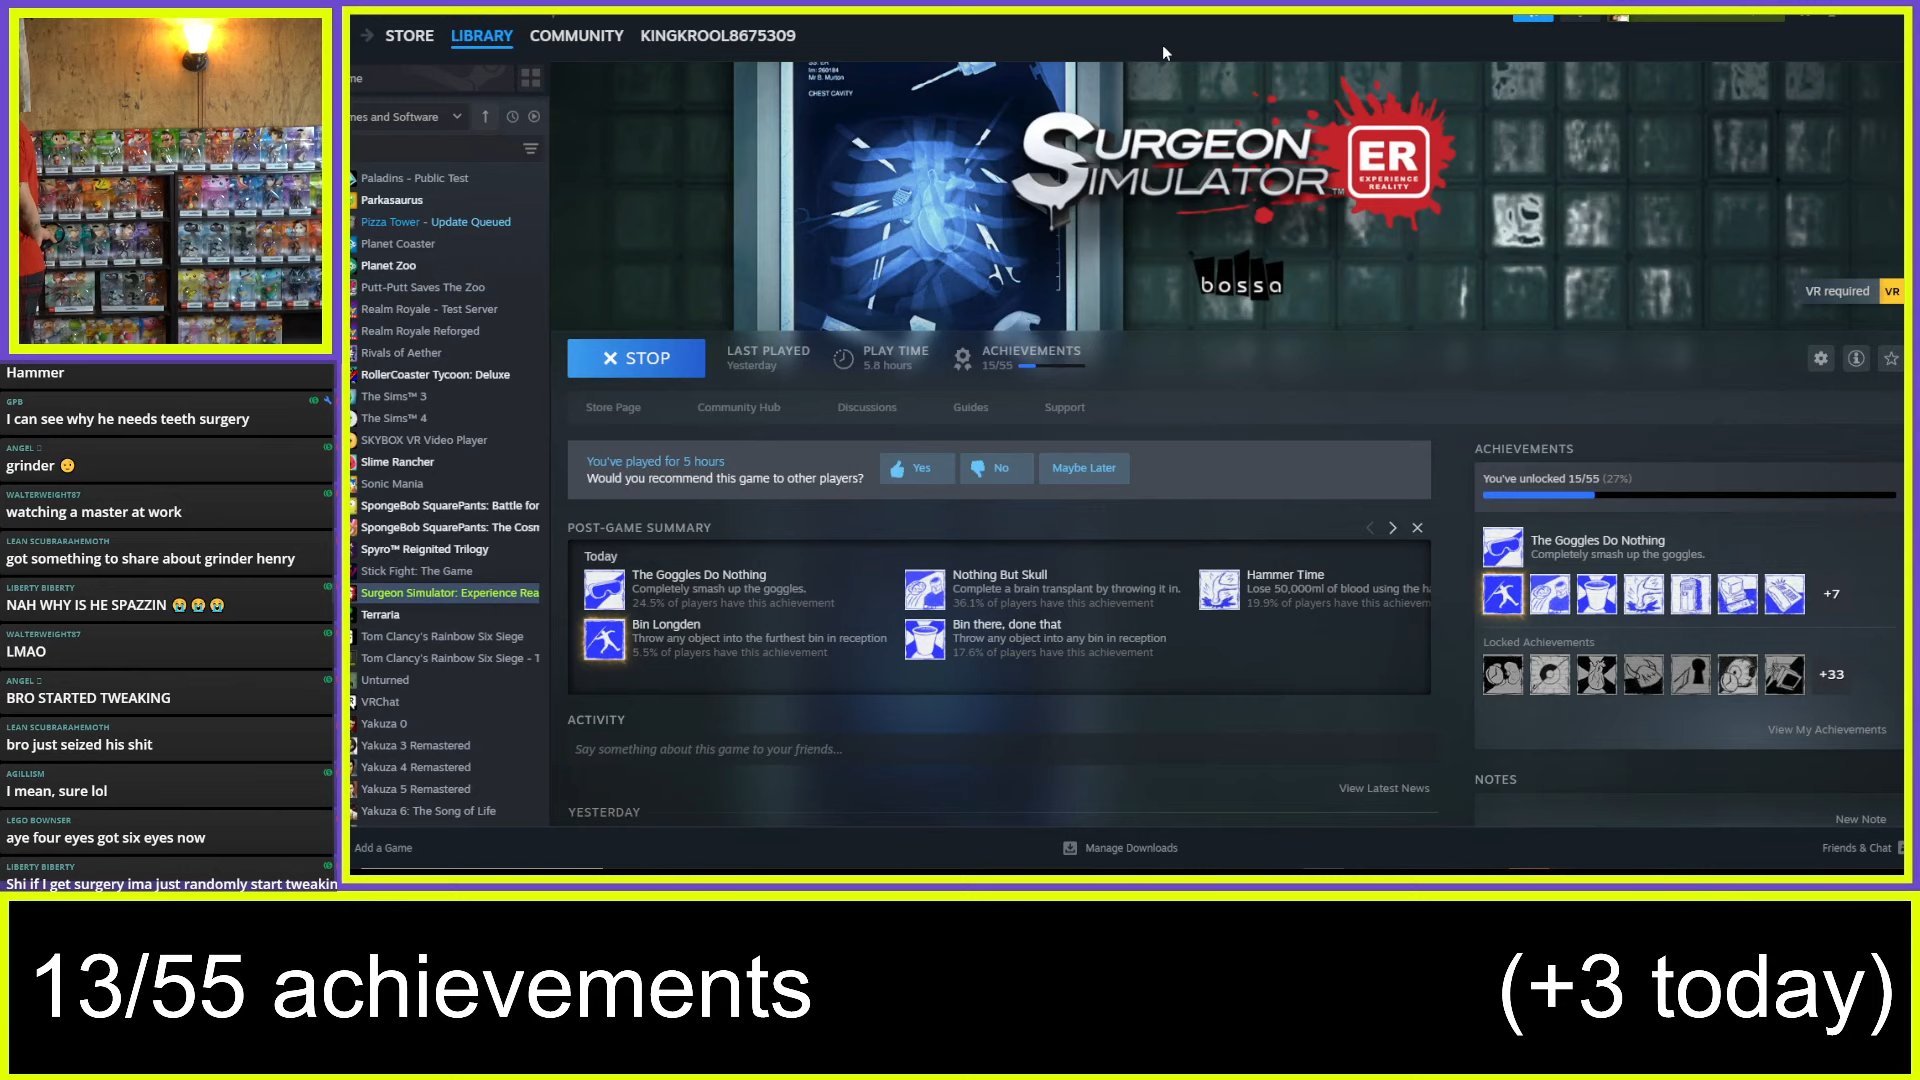 STORE
LIBRARY
COMMUNITY
KINGKROOL8675309
me
nes and Software
Paladins - Public Test
Parkasaurus
Pizza Tower - Update Queued
Planet Coaster
Planet Zoo
Putt-Putt Saves The Zoo
Realm Royale - Test Server
Realm Royale Reforged
Rivals of Aether
RollerCoaster Tycoon: Deluxe
The Sims™ 3
The Sims™ 4
SKYBOX VR Video Player
Slime Rancher
Sonic Mania
SpongeBob SquarePants: Battle for
SpongeBob SquarePants: The Cosm
Spyro™ Reignited Trilogy
Stick Fight: The Game
Surgeon Simulator: Experience Rea
Terraria
Tom Clancy's Rainbow Six Siege
Tom Clancy's Rainbow Six Siege - T
Unturned
VRChat
Yakuza 0
Yakuza 3 Remastered
Yakuza 4 Remastered
Yakuza 5 Remastered
Yakuza 6: The Song of Life
Add a Game
Mr B. Murton
CHEST CAVITY
SURGEON
SIMULATOR™
ER
EXPERIENCE
REALITY
bossa
VR required
VR
STOP
LAST PLAYED
Yesterday
PLAY TIME
5.8 hours
ACHIEVEMENTS
15/55
Store Page
Community Hub
Discussions
Guides
Support
You've played for 5 hours
Would you recommend this game to other players?
Yes
No
Maybe Later
POST-GAME SUMMARY
Today
The Goggles Do Nothing
Completely smash up the goggles.
24.5% of players have this achievement
Nothing But Skull
Complete a brain transplant by throwing it in.
36.1% of players have this achievement
Hammer Time
Lose 50,000ml of blood using the ha
19.9% of players have this achievem
Bin Longden
Throw any object into the furthest bin in reception
5.5% of players have this achievement
Bin there, done that
Throw any object into any bin in reception
17.6% of players have this achievement
ACTIVITY
Say something about this game to your friends...
View Latest News
YESTERDAY
Manage Downloads
ACHIEVEMENTS
You've unlocked 15/55 (27%)
The Goggles Do Nothing
Completely smash up the goggles.
+7
Locked Achievements
+33
View My Achievements
NOTES
New Note
Friends & Chat
Hammer
GPB
I can see why he needs teeth surgery
ANGEL
grinder 🙂
WALTERWEIGHT87
watching a master at work
LEAN SCUBRARAHEMOTH
got something to share about grinder henry
LIBERTY BIBERTY
NAH WHY IS HE SPAZZIN 😭😭😭
WALTERWEIGHT87
LMAO
ANGEL
BRO STARTED TWEAKING
LEAN SCUBRARAHEMOTH
bro just seized his shit
AGILLISM
I mean, sure lol
LEGO BOWNSER
aye four eyes got six eyes now
LIBERTY BIBERTY
Shi if I get surgery ima just randomly start tweakin
13/55 achievements
(+3 today)